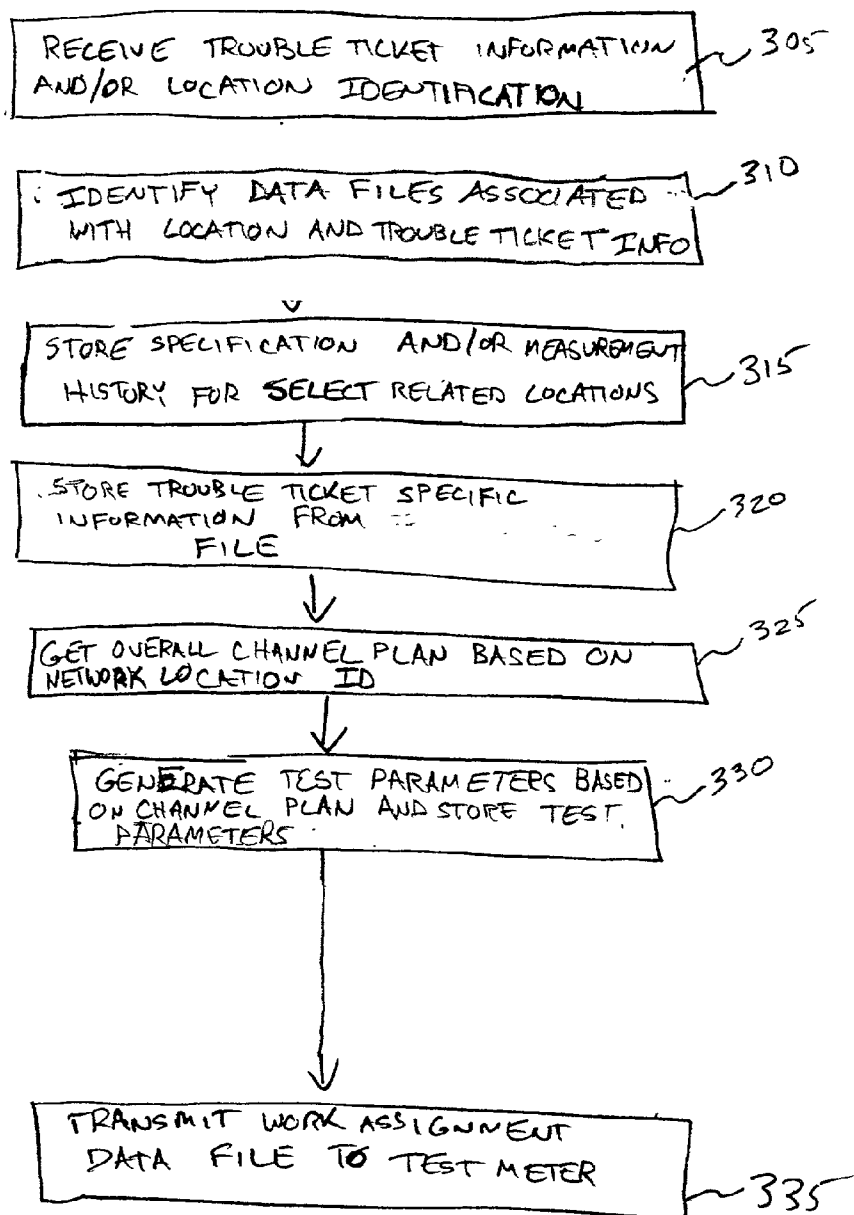 RECEIVE TROUBLE TICKET INFORMATION
AND/OR LOCATION IDENTIFICATION
305
IDENTIFY DATA FILES ASSOCIATED
WITH LOCATION AND TROUBLE TICKET INFO
310
STORE SPECIFICATION AND/OR MEASUREMENT
HISTORY FOR SELECT RELATED LOCATIONS
315
STORE TROUBLE TICKET SPECIFIC
INFORMATION FROM
FILE
320
GET OVERALL CHANNEL PLAN BASED ON
NETWORK LOCATION ID
325
GENERATE TEST PARAMETERS BASED
ON CHANNEL PLAN AND STORE TEST
PARAMETERS
330
TRANSMIT WORK ASSIGNMENT
DATA FILE TO TEST METER
335